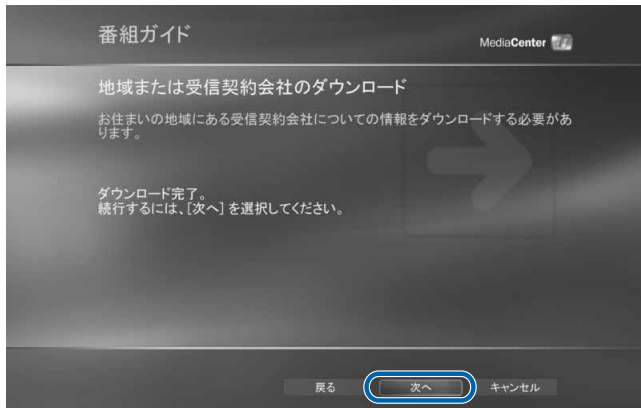 番組ガイド
MediaCenter
地域または受信契約会社のダウンロード
お住まいの地域にある受信契約会社についての情報をダウンロードする必要があ
ります。
ダウンロード完了。
続行するには、[次へ] を選択してください。
戻る 次へ キャンセル